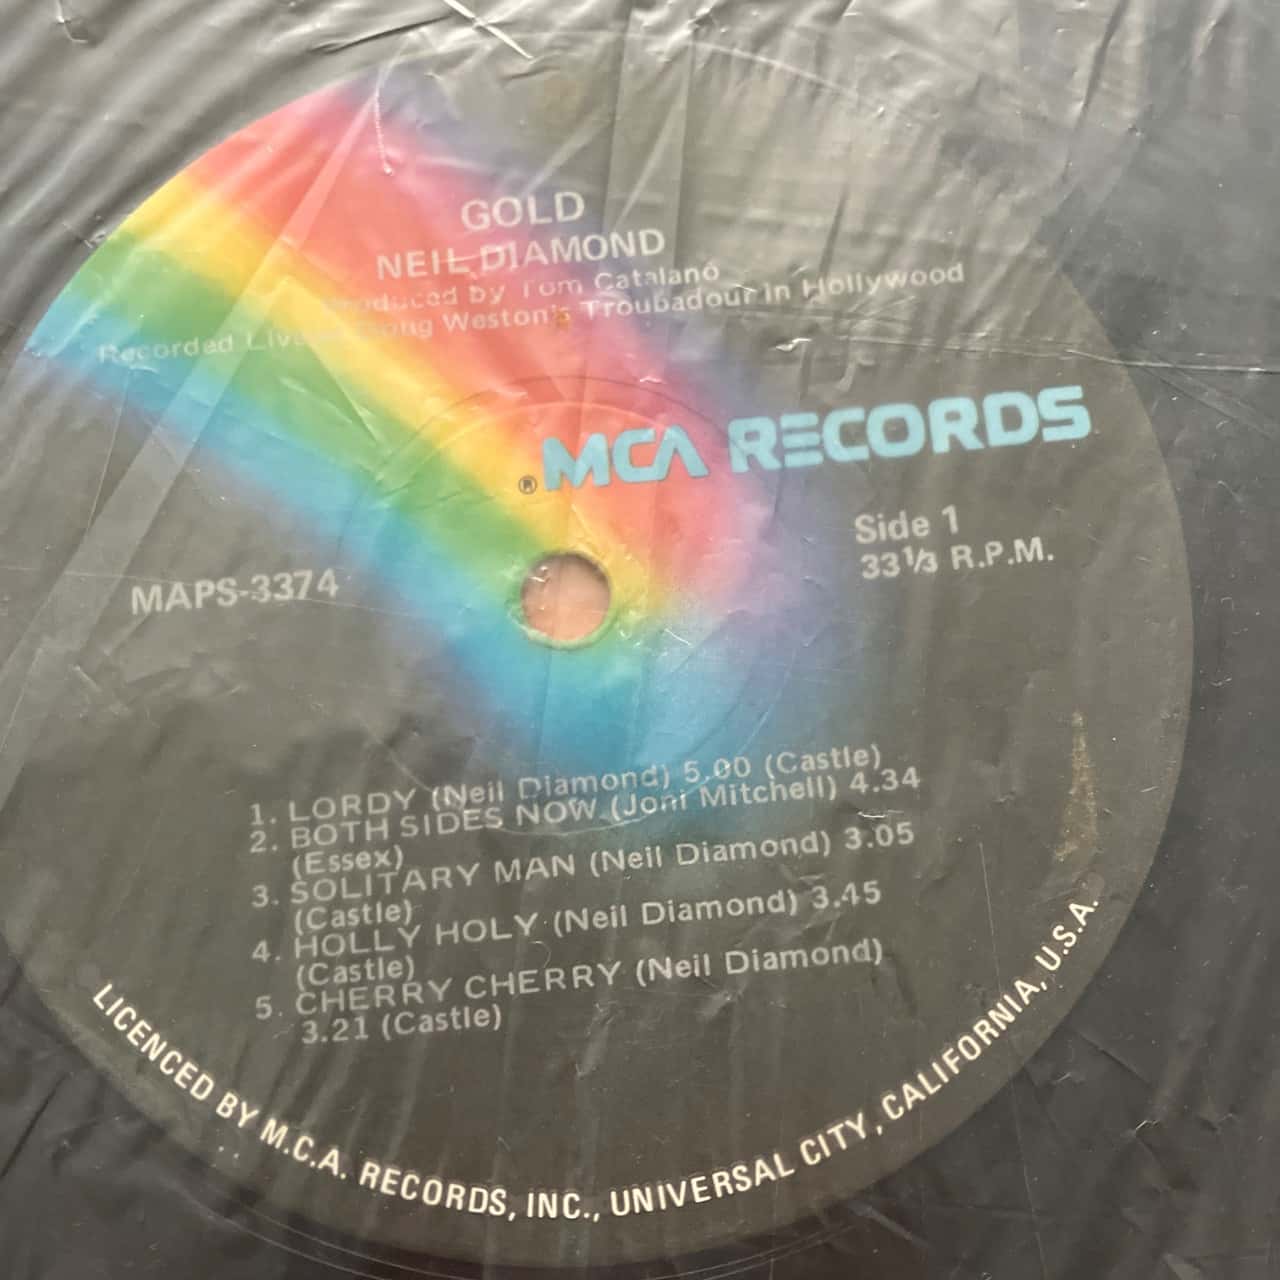 GOLD
NEIL DIAMOND
Produced by Tom Catalano
Recorded Live Weston's Troubadour in Hollywood
® MCA RECORDS
Side 1
33⅓ R.P.M.
MAPS-3374
1. LORDY (Neil Diamond) 5.00 (Castle)
2. BOTH SIDES NOW (Joni Mitchell) 4.34
(Essex)
3. SOLITARY MAN (Neil Diamond) 3.05
(Castle)
4. HOLLY HOLY (Neil Diamond) 3.45
(Castle)
5. CHERRY CHERRY (Neil Diamond)
3.21 (Castle)
LICENCED BY M.C.A. RECORDS, INC., UNIVERSAL CITY, CALIFORNIA, U.S.A.